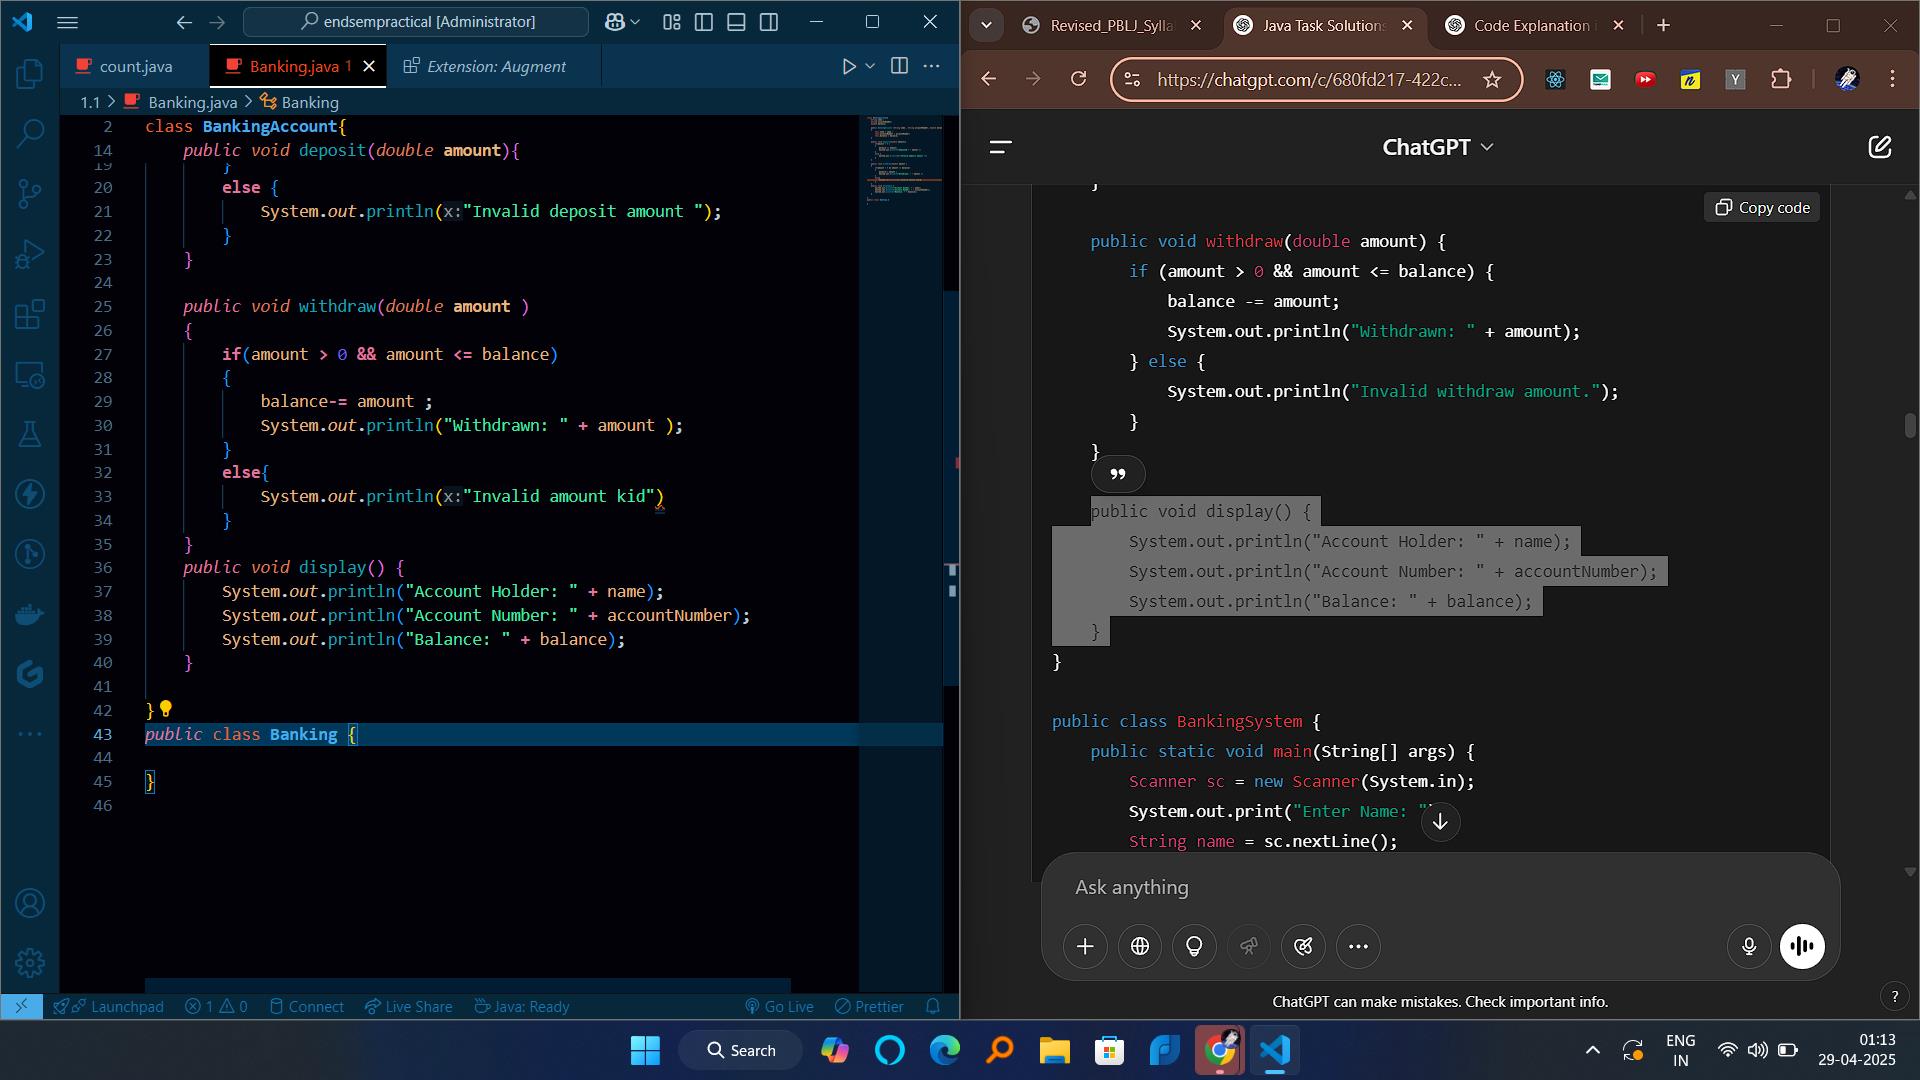 endsempractical [Administrator]
count.java
Banking.java 1
Extension: Augment
1.1 > Banking.java > Banking
2 class BankingAccount{
14 public void deposit(double amount){
19 }
20 else {
21 System.out.println(x:"Invalid deposit amount ");
22 }
23 }
24
25 public void withdraw(double amount )
26 {
27 if(amount > 0 && amount <= balance)
28 {
29 balance-= amount ;
30 System.out.println("Withdrawn: " + amount );
31 }
32 else{
33 System.out.println(x:"Invalid amount kid")
34 }
35 }
36 public void display() {
37 System.out.println("Account Holder: " + name);
38 System.out.println("Account Number: " + accountNumber);
39 System.out.println("Balance: " + balance);
40 }
41
42 }
43 public class Banking {
44
45 }
46
Launchpad 1 0 Connect Live Share Java: Ready Go Live Prettier
Revised_PBLJ_Sylla
Java Task Solutions
Code Explanation
https://chatgpt.com/c/680fd217-422c...
ChatGPT
Copy code
}
public void withdraw(double amount) {
if (amount > 0 && amount <= balance) {
balance -= amount;
System.out.println("Withdrawn: " + amount);
} else {
System.out.println("Invalid withdraw amount.");
}
}
public void display() {
System.out.println("Account Holder: " + name);
System.out.println("Account Number: " + accountNumber);
System.out.println("Balance: " + balance);
}
}
public class BankingSystem {
public static void main(String[] args) {
Scanner sc = new Scanner(System.in);
System.out.print("Enter Name: "
String name = sc.nextLine();
Ask anything
ChatGPT can make mistakes. Check important info.
?
Search
ENG
IN
01:13
29-04-2025